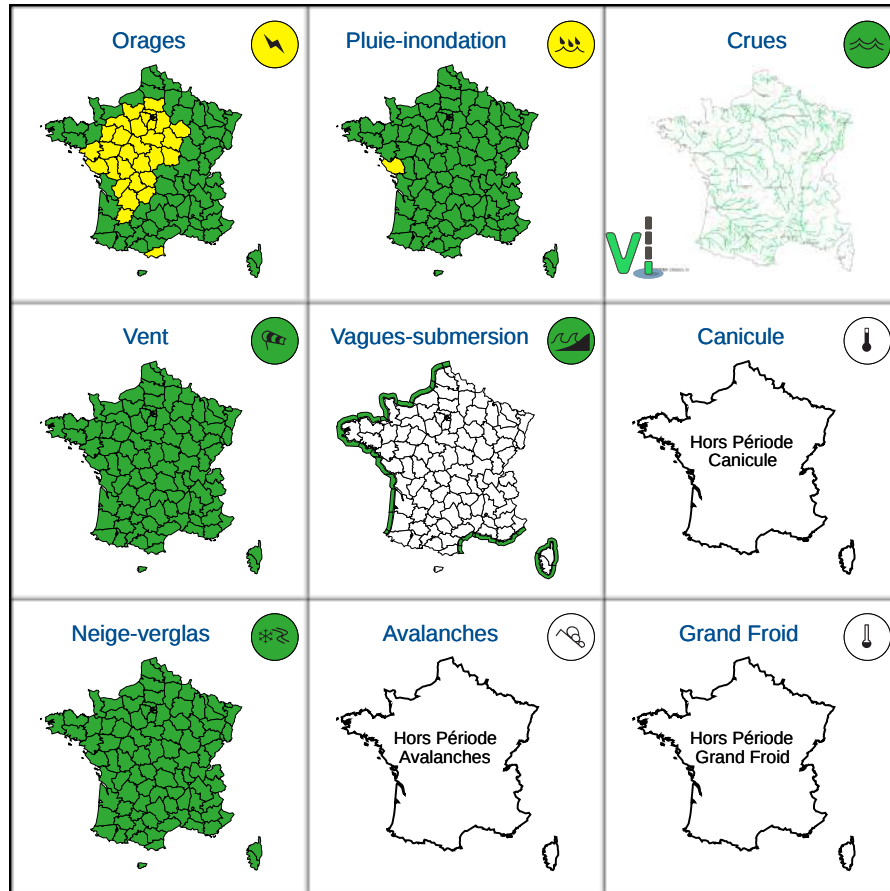 Orages
Pluie-inondation
Crues
Vi
Vent
Vagues-submersion
Canicule
Hors Période
Canicule
Neige-verglas
Avalanches
Hors Période
Avalanches
Grand Froid
Hors Période
Grand Froid